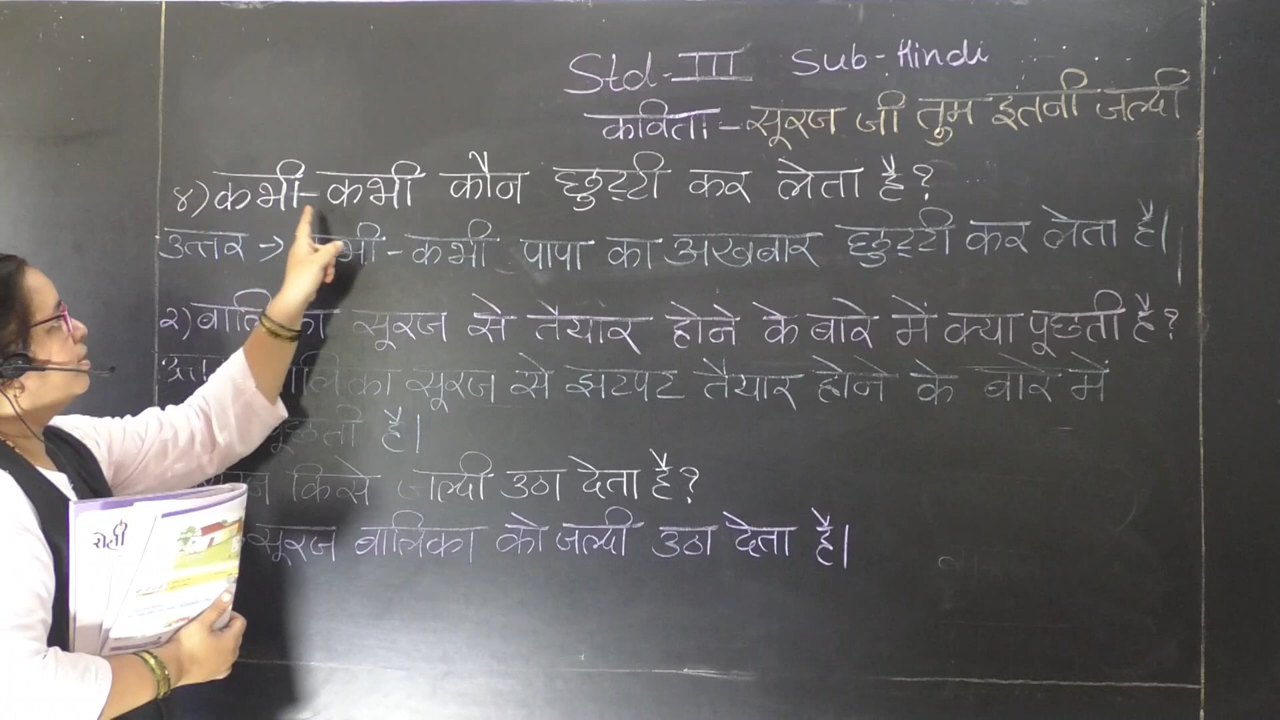 Std-III Sub-Hindi
कविता - सूरज जी तुम इतनी जल्दी
४) कभी-कभी कौन छुट्टी कर लेता है?
उत्तर → भी-कभी पापा का अखबार छुट्टी कर लेता है।
२) बालिका सूरज से तैयार होने के बारे में क्या पूछती है?
लिका सूरज से झटपट तैयार होने के बारे में
पूछती है।
किसे जल्दी उठा देता है?
सूरज बालिका को जल्दी उठा देता है।